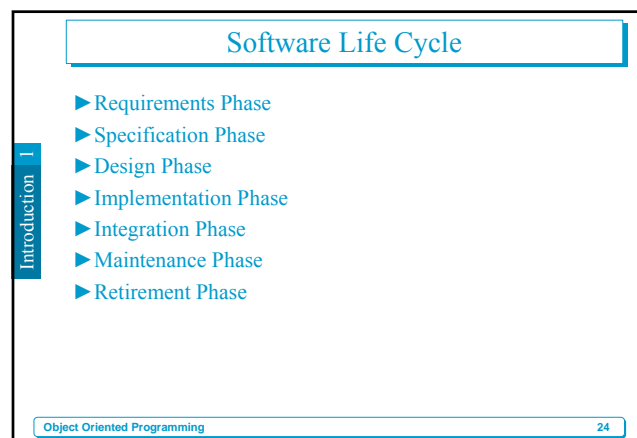 Software Life Cycle
►Requirements Phase
►Specification Phase
►Design Phase
►Implementation Phase
►Integration Phase
►Maintenance Phase
►Retirement Phase
Introduction 1
Object Oriented Programming 24